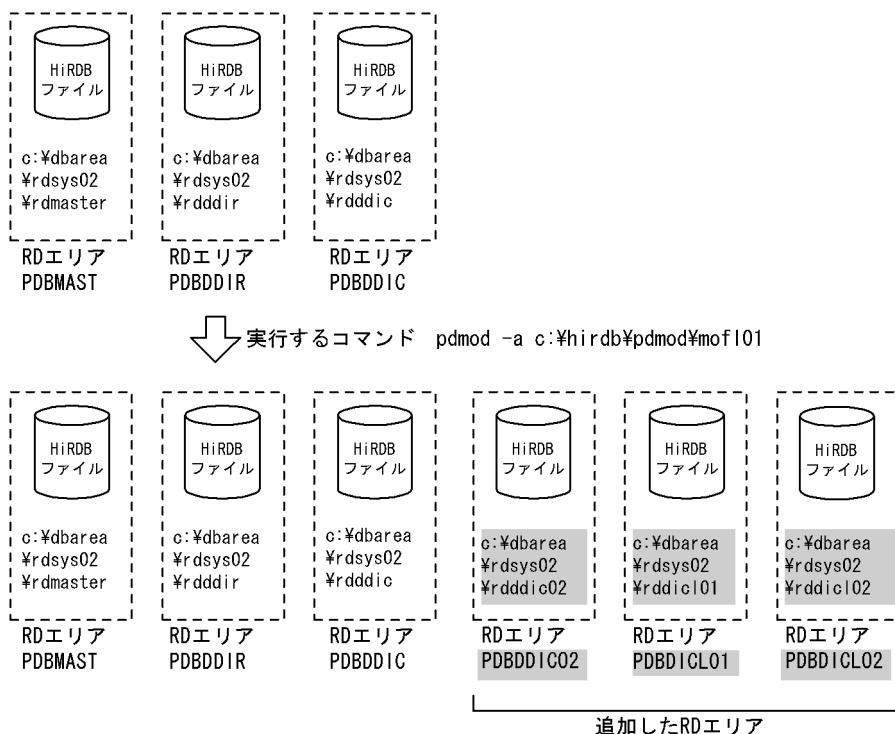 HiRDB
ファイル
c:¥dbarea
¥rdsys02
¥rdmaster
RDエリア
PDBMAST
HiRDB
ファイル
c:¥dbarea
¥rdsys02
¥rdddir
RDエリア
PDBDDIR
HiRDB
ファイル
c:¥dbarea
¥rdsys02
¥rdddic
RDエリア
PDBDDIC
実行するコマンド pdmod -a c:¥hirdb¥pdmod¥mofl01
HiRDB
ファイル
c:¥dbarea
¥rdsys02
¥rdmaster
RDエリア
PDBMAST
HiRDB
ファイル
c:¥dbarea
¥rdsys02
¥rdddir
RDエリア
PDBDDIR
HiRDB
ファイル
c:¥dbarea
¥rdsys02
¥rdddic
RDエリア
PDBDDIC
HiRDB
ファイル
c:¥dbarea
¥rdsys02
¥rdddic02
RDエリア
PDBDDIC02
HiRDB
ファイル
c:¥dbarea
¥rdsys02
¥rddicl01
RDエリア
PDBDICL01
HiRDB
ファイル
c:¥dbarea
¥rdsys02
¥rddicl02
RDエリア
PDBDICL02
追加したRDエリア